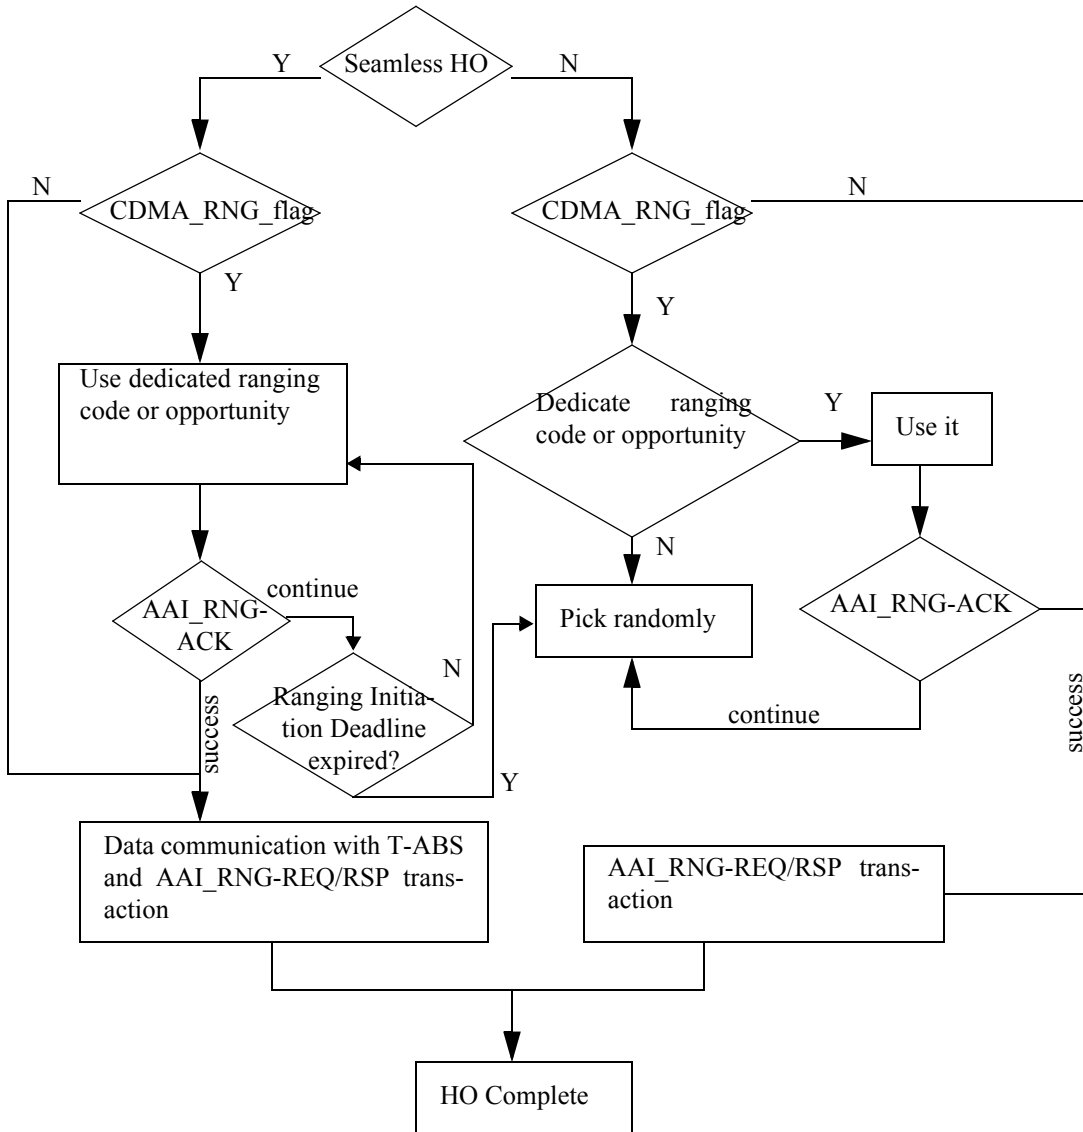 Seamless HO
Y
N
N
CDMA_RNG_flag
CDMA_RNG_flag
N
Y
Y
Use dedicated ranging
code or opportunity
Dedicate ranging
code or opportunity
Y
Use it
N
continue
AAI_RNG-
ACK
Pick randomly
AAI_RNG-ACK
N
Ranging Initia-
tion Deadline
expired?
success
continue
success
Y
Data communication with T-ABS
and AAI_RNG-REQ/RSP trans-
action
AAI_RNG-REQ/RSP trans-
action
HO Complete